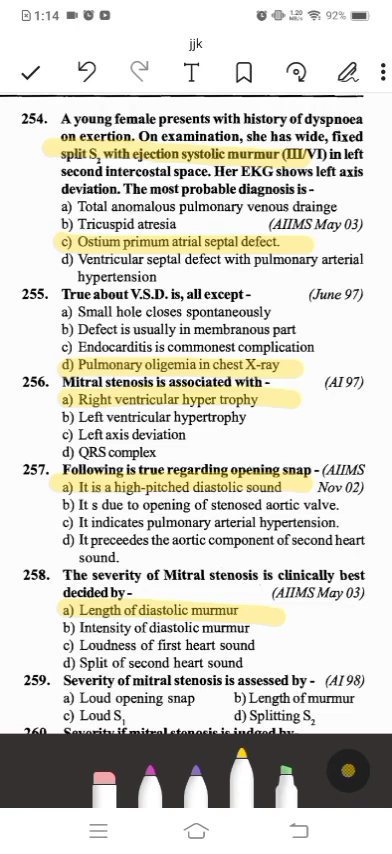 1:14
1.20
MB/S
92%
jjk
T
254. A young female presents with history of dyspnoea
on exertion. On examination, she has wide, fixed
split S2 with ejection systolic murmur (III/VI) in left
second intercostal space. Her EKG shows left axis
deviation. The most probable diagnosis is -
a) Total anomalous pulmonary venous drainge
b) Tricuspid atresia (AIIMS May 03)
c) Ostium primum atrial septal defect.
d) Ventricular septal defect with pulmonary arterial
hypertension
255. True about V.S.D. is, all except - (June 97)
a) Small hole closes spontaneously
b) Defect is usually in membranous part
c) Endocarditis is commonest complication
d) Pulmonary oligemia in chest X-ray
256. Mitral stenosis is associated with - (AI 97)
a) Right ventricular hyper trophy
b) Left ventricular hypertrophy
c) Left axis deviation
d) QRS complex
257. Following is true regarding opening snap - (AIIMS
a) It is a high-pitched diastolic sound Nov 02)
b) It s due to opening of stenosed aortic valve.
c) It indicates pulmonary arterial hypertension.
d) It preceedes the aortic component of second heart
sound.
258. The severity of Mitral stenosis is clinically best
decided by - (AIIMS May 03)
a) Length of diastolic murmur
b) Intensity of diastolic murmur
c) Loudness of first heart sound
d) Split of second heart sound
259. Severity of mitral stenosis is assessed by - (AI 98)
a) Loud opening snap b) Length of murmur
c) Loud S1 d) Splitting S2
260. Severity if mitral stenosis is judged by